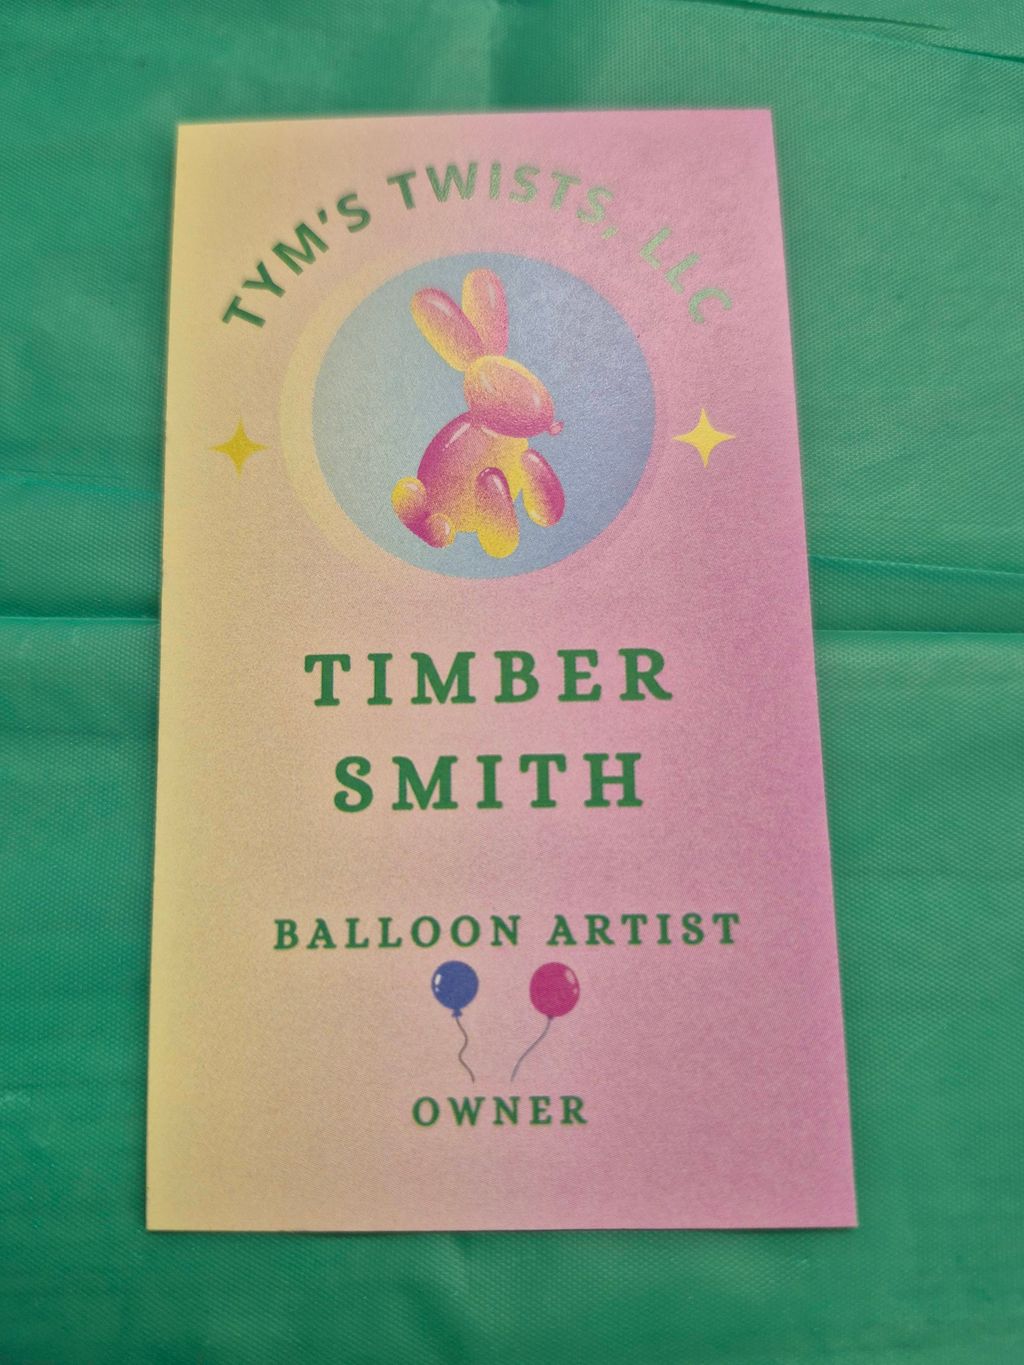 TYM'S TWISTS, LLC
TIMBER
SMITH
BALLOON ARTIST
OWNER